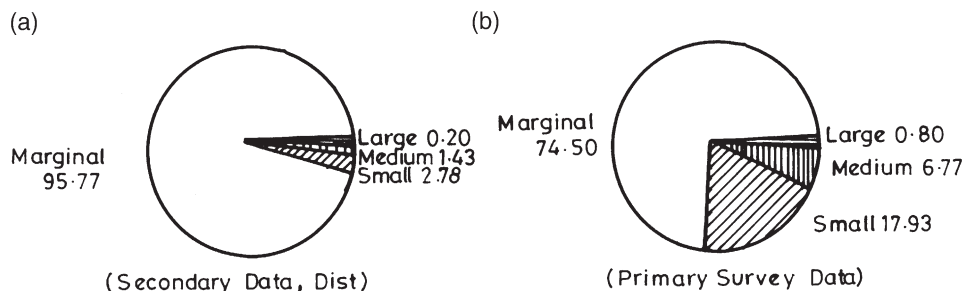 (a)
Marginal
95.77
Large 0.20
Medium 1.43
Small 2.78
(Secondary Data, Dist)
(b)
Marginal
74.50
Large 0.80
Medium 6.77
Small 17.93
(Primary Survey Data)